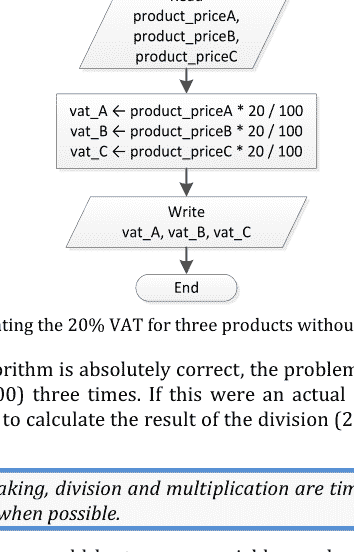 product_priceA,
product_priceB,
product_priceC
vat_A ← product_priceA * 20 / 100
vat_B ← product_priceB * 20 / 100
vat_C ← product_priceC * 20 / 100
Write
vat_A, vat_B, vat_C
End
ting the 20% VAT for three products withou
rithm is absolutely correct, the problem
00) three times. If this were an actual
to calculate the result of the division (2
aking, division and multiplication are tim
when possible.